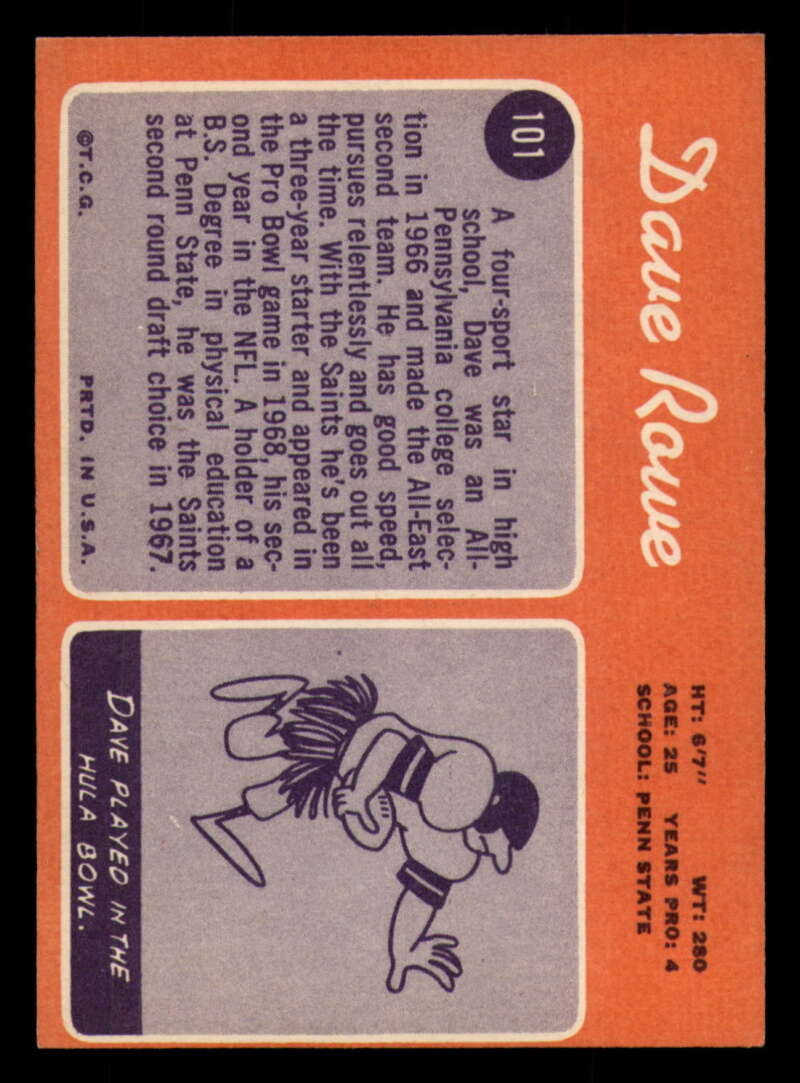 Dave Rowe
HT: 6'7" WT: 280
AGE: 25 YEARS PRO: 4
SCHOOL: PENN STATE
101
A four-sport star in high
school, Dave was an All-
Pennsylvania college selec-
tion in 1966 and made the All-East
second team. He has good speed,
pursues relentlessly and goes out all
the time. With the Saints he's been
a three-year starter and appeared in
the Pro Bowl game in 1968, his sec-
ond year in the NFL. A holder of a
B.S. Degree in physical education
at Penn State, he was the Saints
second round draft choice in 1967.
©T.C.G. PRTD. IN U.S.A.
DAVE PLAYED IN THE
HULA BOWL.